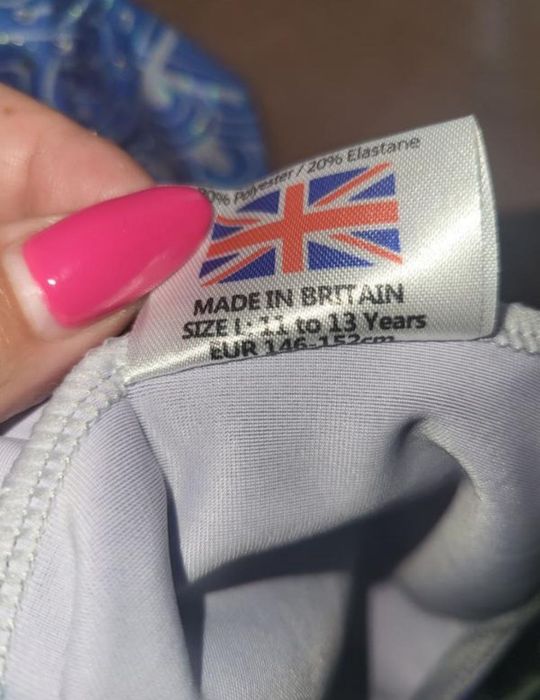 Polyester / 20% Elastane
MADE IN BRITAIN
SIZE L: 11 to 13 Years
EUR 146-152cm